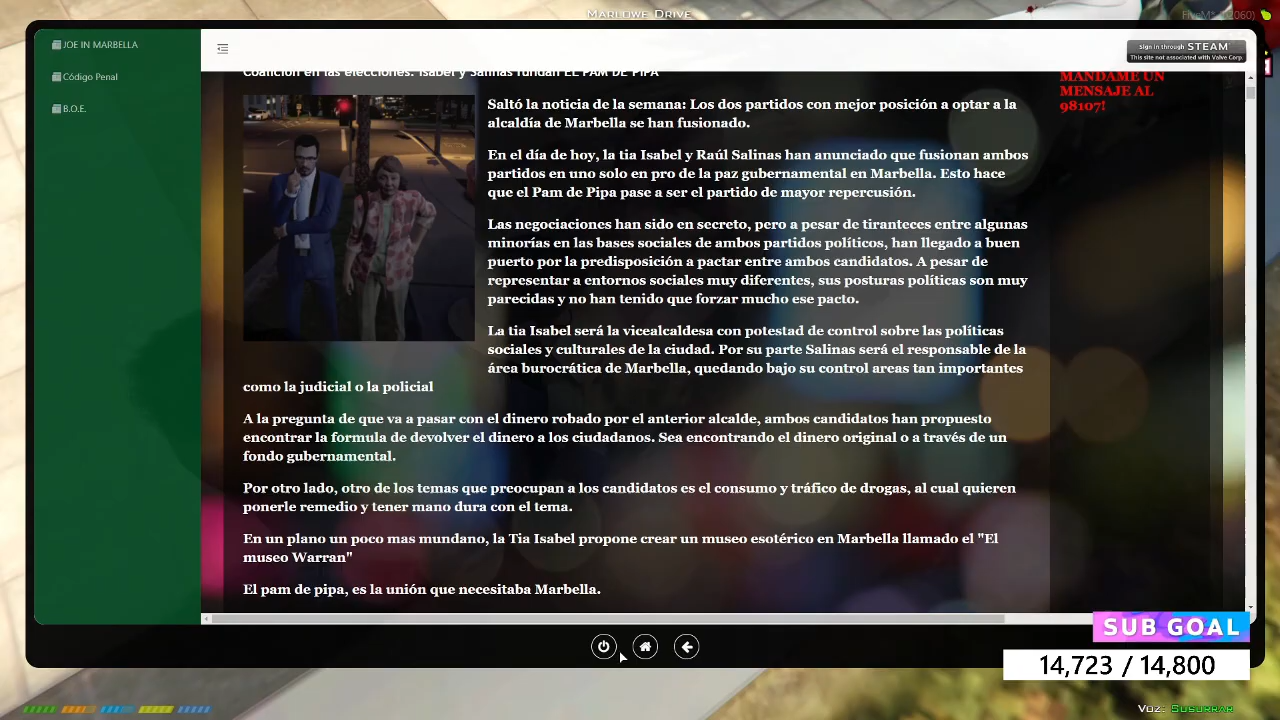 MARLOWE DRIVE
JOE IN MARBELLA
Código Penal
B.O.E.
Sign in through STEAM
This site not associated with Valve Corp.
Coalición en las elecciones: Isabel y Salinas fundan EL PAM DE PIPA
MANDAME UN
MENSAJE AL
98107!
Saltó la noticia de la semana: Los dos partidos con mejor posición a optar a la
alcaldía de Marbella se han fusionado.
En el día de hoy, la tia Isabel y Raúl Salinas han anunciado que fusionan ambos
partidos en uno solo en pro de la paz gubernamental en Marbella. Esto hace
que el Pam de Pipa pase a ser el partido de mayor repercusión.
Las negociaciones han sido en secreto, pero a pesar de tiranteces entre algunas
minorías en las bases sociales de ambos partidos políticos, han llegado a buen
puerto por la predisposición a pactar entre ambos candidatos. A pesar de
representar a entornos sociales muy diferentes, sus posturas políticas son muy
parecidas y no han tenido que forzar mucho ese pacto.
La tia Isabel será la vicealcaldesa con potestad de control sobre las políticas
sociales y culturales de la ciudad. Por su parte Salinas será el responsable de la
área burocrática de Marbella, quedando bajo su control areas tan importantes
como la judicial o la policial
A la pregunta de que va a pasar con el dinero robado por el anterior alcalde, ambos candidatos han propuesto
encontrar la formula de devolver el dinero a los ciudadanos. Sea encontrando el dinero original o a través de un
fondo gubernamental.
Por otro lado, otro de los temas que preocupan a los candidatos es el consumo y tráfico de drogas, al cual quieren
ponerle remedio y tener mano dura con el tema.
En un plano un poco mas mundano, la Tia Isabel propone crear un museo esotérico en Marbella llamado el "El
museo Warran"
El pam de pipa, es la unión que necesitaba Marbella.
SUB GOAL
14,723 / 14,800
Voz: Susurrar